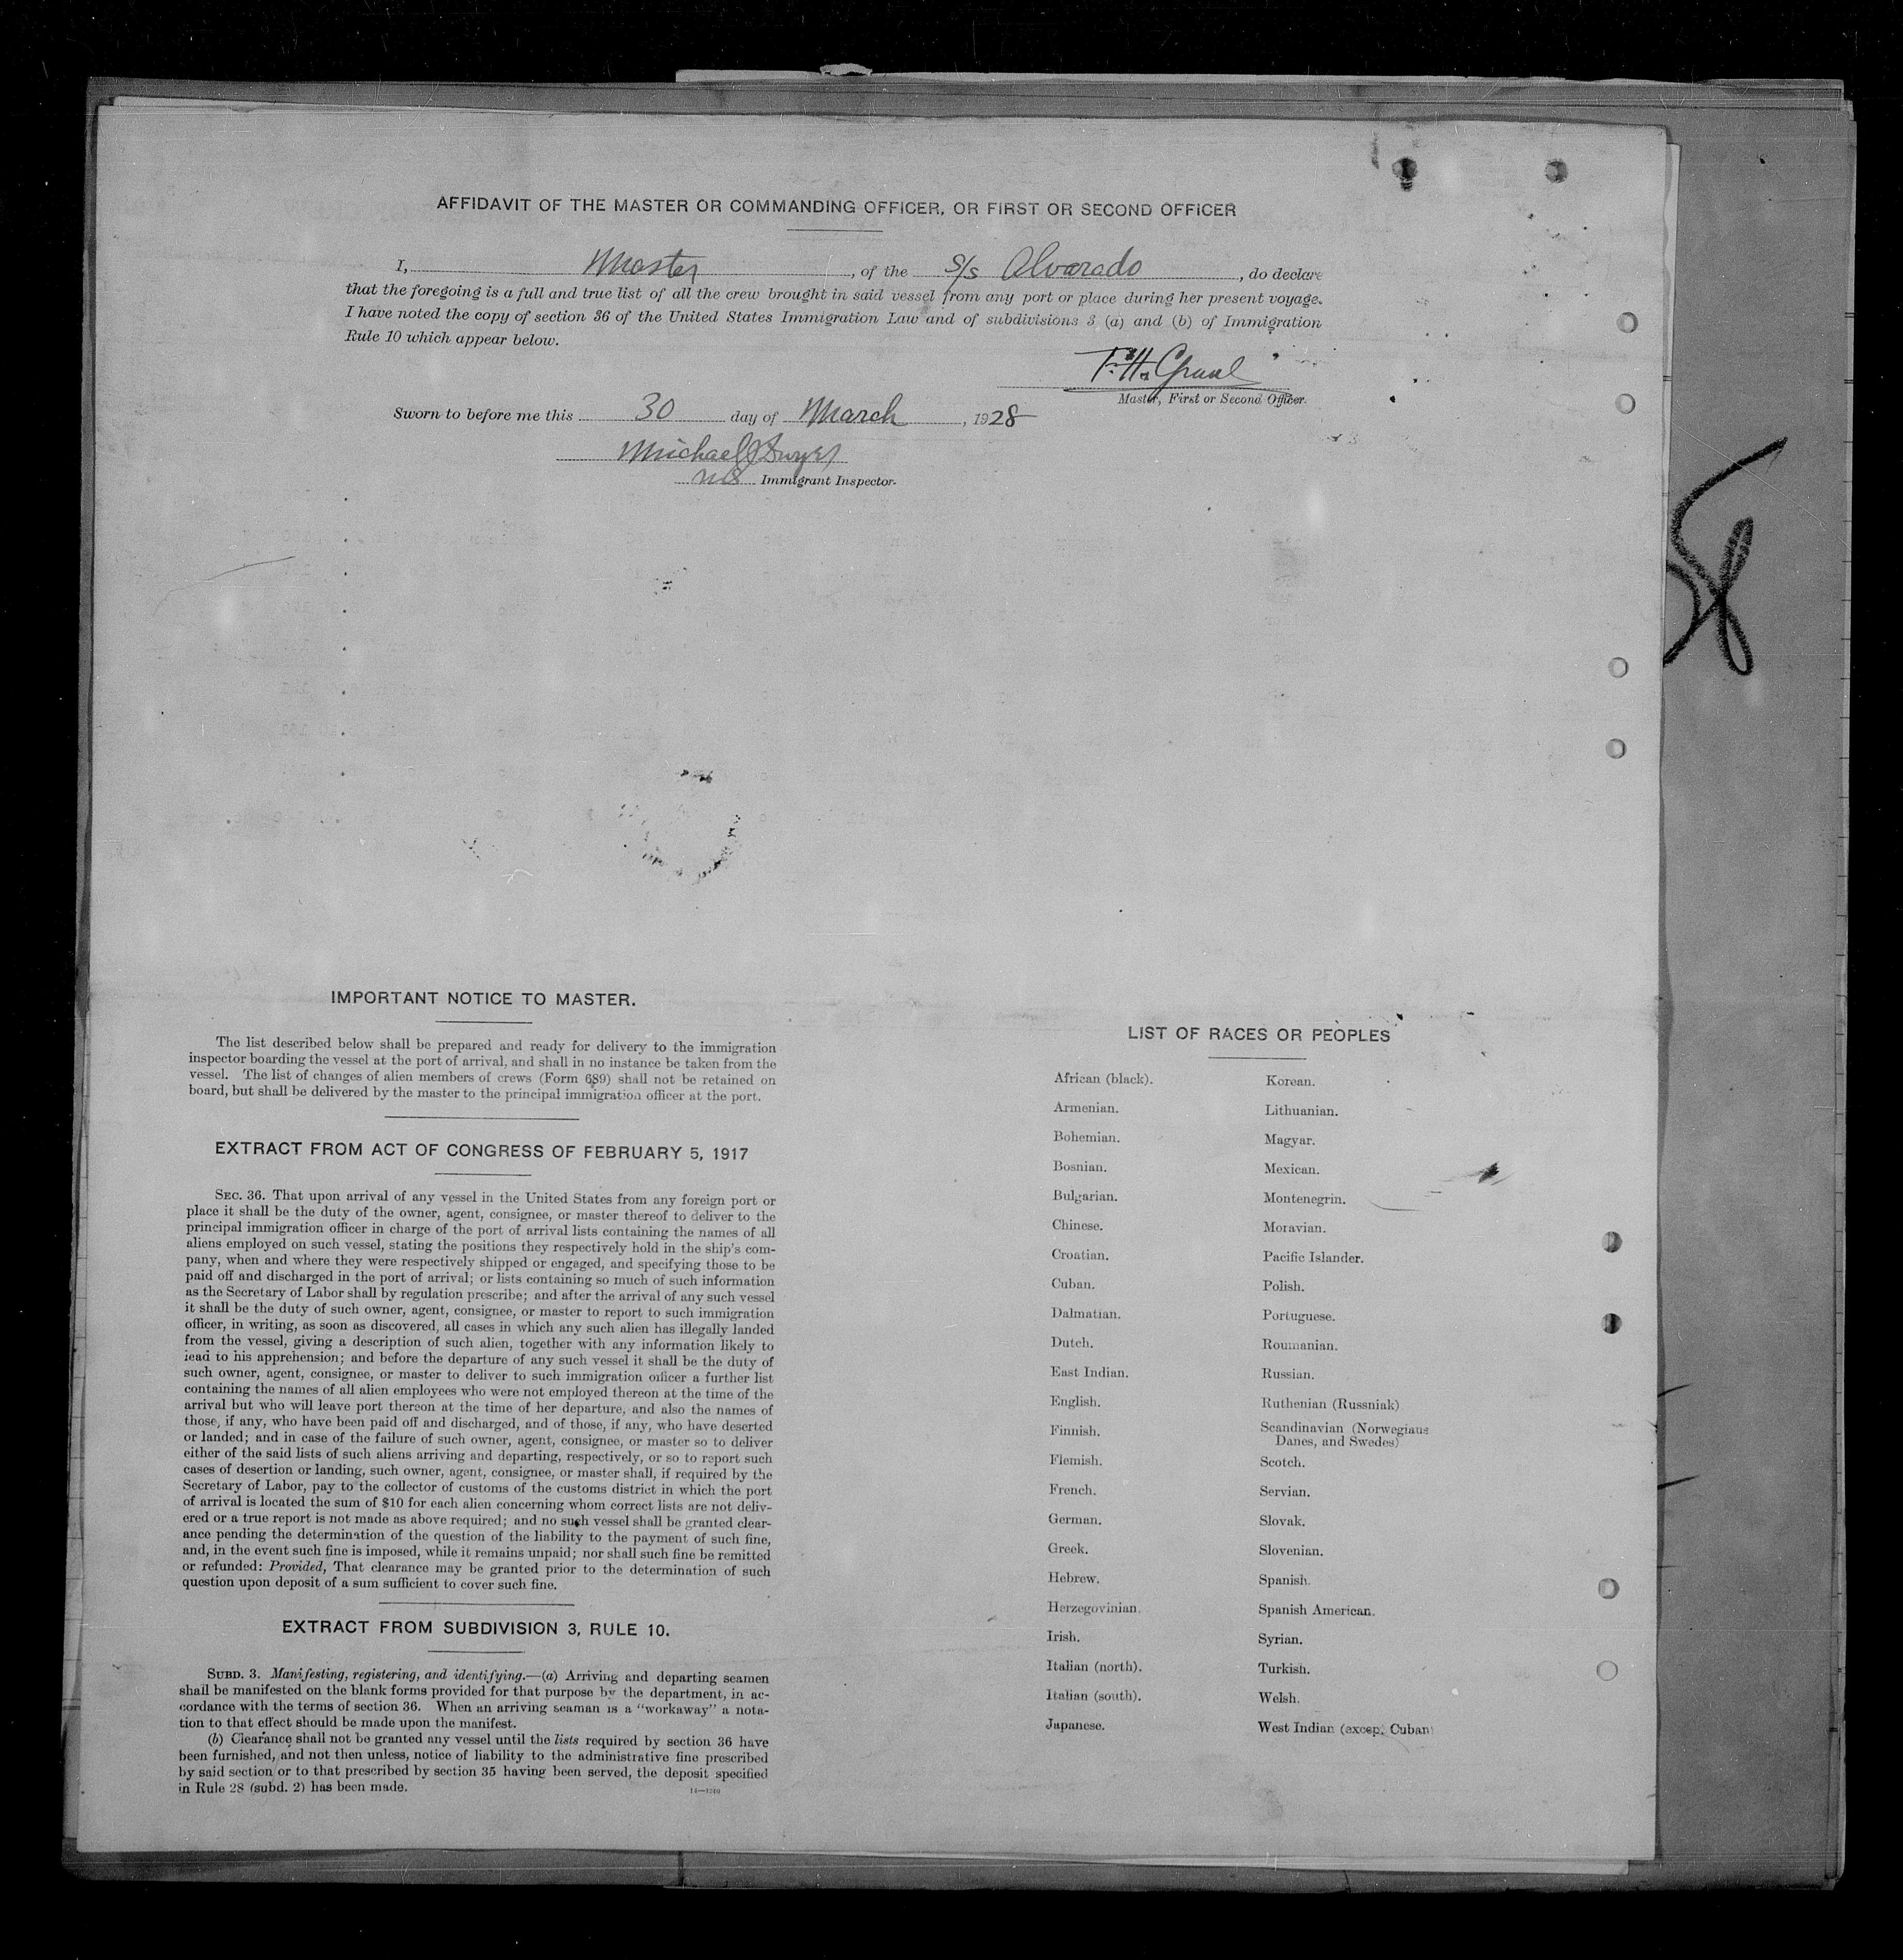 AFFIDAVIT OF THE MASTER OR COMMANDING OFFICER, OR FIRST OR SECOND OFFICER
I, Master, of the S/s Alvarado, do declare
that the foregoing is a full and true list of all the crew brought in said vessel from any port or place during her present voyage.
I have noted the copy of section 36 of the United States Immigration Law and of subdivisions 3 (a) and (b) of Immigration
Rule 10 which appear below.
F. H.
Master, First or Second Officer.
Sworn to before me this 30 day of March, 1928
Michael
Immigrant Inspector.
58
IMPORTANT NOTICE TO MASTER.
The list described below shall be prepared and ready for delivery to the immigration
inspector boarding the vessel at the port of arrival, and shall in no instance be taken from the
vessel. The list of changes of alien members of crews (Form 689) shall not be retained on
board, but shall be delivered by the master to the principal immigration officer at the port.
EXTRACT FROM ACT OF CONGRESS OF FEBRUARY 5, 1917
SEC. 36. That upon arrival of any vessel in the United States from any foreign port or
place it shall be the duty of the owner, agent, consignee, or master thereof to deliver to the
principal immigration officer in charge of the port of arrival lists containing the names of all
aliens employed on such vessel, stating the positions they respectively hold in the ship's com-
pany, when and where they were respectively shipped or engaged, and specifying those to be
paid off and discharged in the port of arrival; or lists containing so much of such information
as the Secretary of Labor shall by regulation prescribe; and after the arrival of any such vessel
it shall be the duty of such owner, agent, consignee, or master to report to such immigration
officer, in writing, as soon as discovered, all cases in which any such alien has illegally landed
from the vessel, giving a description of such alien, together with any information likely to
lead to his apprehension; and before the departure of any such vessel it shall be the duty of
such owner, agent, consignee, or master to deliver to such immigration officer a further list
containing the names of all alien employees who were not employed thereon at the time of the
arrival but who will leave port thereon at the time of her departure, and also the names of
those, if any, who have been paid off and discharged, and of those, if any, who have deserted
or landed; and in case of the failure of such owner, agent, consignee, or master so to deliver
either of the said lists of such aliens arriving and departing, respectively, or so to report such
cases of desertion or landing, such owner, agent, consignee, or master shall, if required by the
Secretary of Labor, pay to the collector of customs of the customs district in which the port
of arrival is located the sum of $10 for each alien concerning whom correct lists are not deliv-
ered or a true report is not made as above required; and no such vessel shall be granted clear-
ance pending the determination of the question of the liability to the payment of such fine,
and, in the event such fine is imposed, while it remains unpaid; nor shall such fine be remitted
or refunded: Provided, That clearance may be granted prior to the determination of such
question upon deposit of a sum sufficient to cover such fine.
EXTRACT FROM SUBDIVISION 3, RULE 10.
SUBD. 3. Manifesting, registering, and identifying.—(a) Arriving and departing seamen
shall be manifested on the blank forms provided for that purpose by the department, in ac-
cordance with the terms of section 36. When an arriving seaman is a "workaway" a nota-
tion to that effect should be made upon the manifest.
(b) Clearance shall not be granted any vessel until the lists required by section 36 have
been furnished, and not then unless, notice of liability to the administrative fine prescribed
by said section or to that prescribed by section 35 having been served, the deposit specified
in Rule 28 (subd. 2) has been made.
LIST OF RACES OR PEOPLES
African (black).
Armenian.
Bohemian.
Bosnian.
Bulgarian.
Chinese.
Croatian.
Cuban.
Dalmatian.
Dutch.
East Indian.
English.
Finnish.
Flemish.
French.
German.
Greek.
Hebrew.
Herzegovinian.
Irish.
Italian (north).
Italian (south).
Japanese.
Korean.
Lithuanian.
Magyar.
Mexican.
Montenegrin.
Moravian.
Pacific Islander.
Polish.
Portuguese.
Roumanian.
Russian.
Ruthenian (Russniak)
Scandinavian (Norwegians
Danes, and Swedes)
Scotch.
Servian.
Slovak.
Slovenian.
Spanish.
Spanish American.
Syrian.
Turkish.
Welsh.
West Indian (except Cuban)